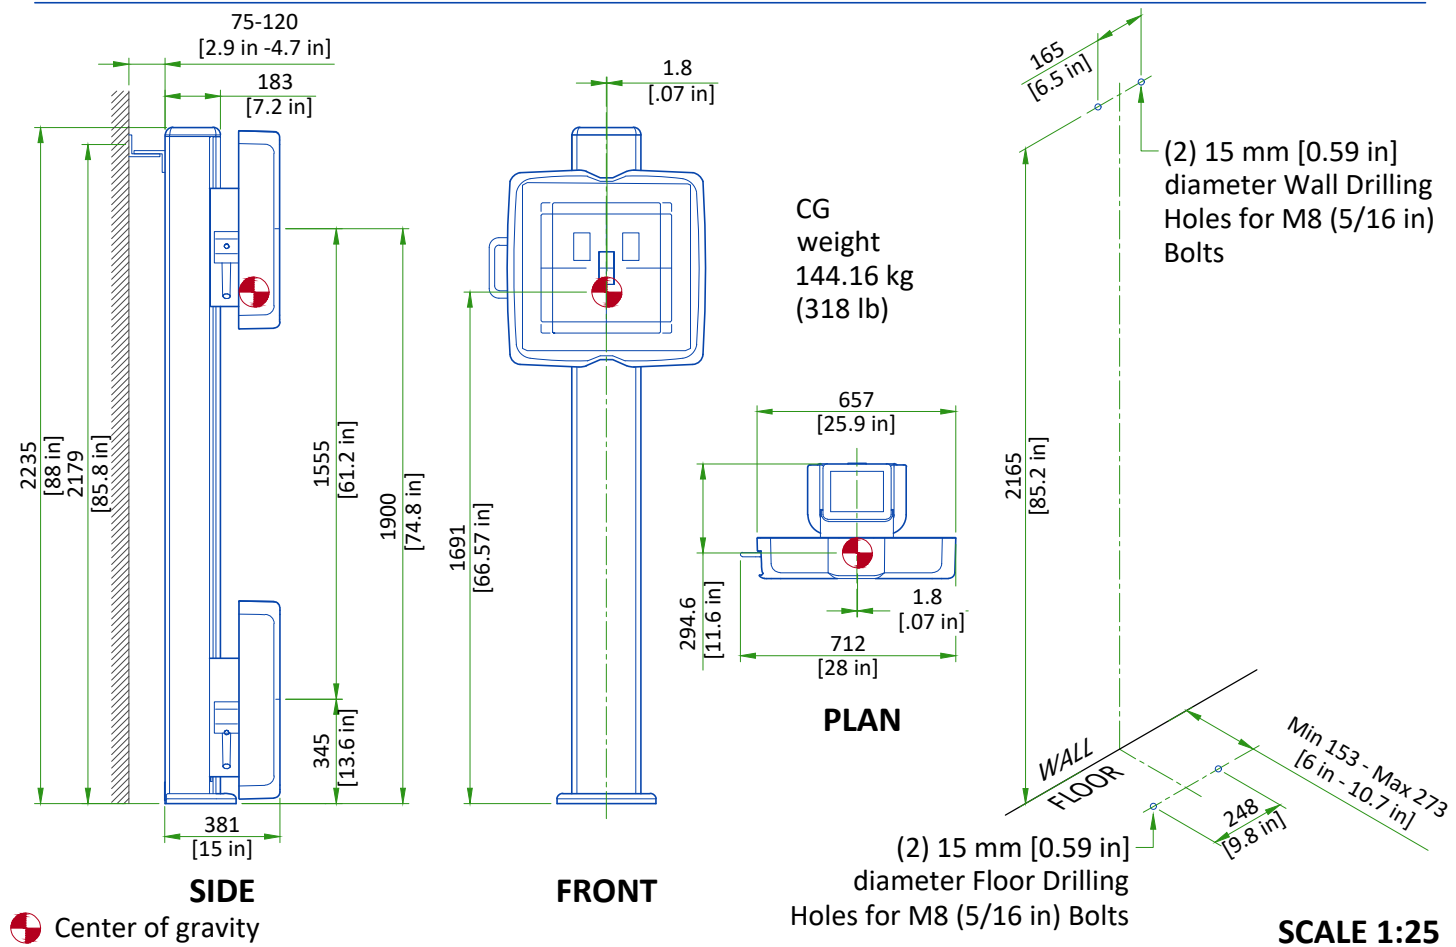 75-120
[2.9 in -4.7 in]
183
[7.2 in]
2235
[88 in]
2179
[85.8 in]
1555
[61.2 in]
1900
[74.8 in]
345
[13.6 in]
381
[15 in]
SIDE
Center of gravity
1.8
[.07 in]
1691
[66.57 in]
FRONT
CG
weight
144.16 kg
(318 lb)
657
[25.9 in]
294.6
[11.6 in]
1.8
[.07 in]
712
[28 in]
PLAN
165
[6.5 in]
(2) 15 mm [0.59 in]
diameter Wall Drilling
Holes for M8 (5/16 in)
Bolts
2165
[85.2 in]
WALL
FLOOR
Min 153 - Max 273
[6 in - 10.7 in]
248
[9.8 in]
(2) 15 mm [0.59 in]
diameter Floor Drilling
Holes for M8 (5/16 in) Bolts
SCALE 1:25